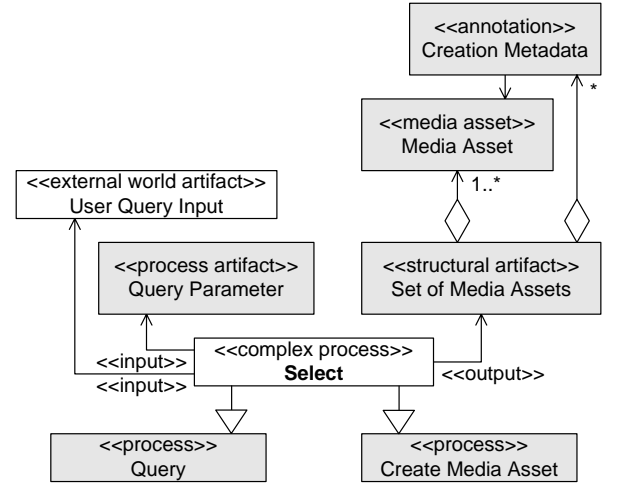 <<annotation>>
Creation Metadata
*
<<media asset>>
Media Asset
1..*
<<external world artifact>>
User Query Input
<<process artifact>>
Query Parameter
<<structural artifact>>
Set of Media Assets
<<complex process>>
Select
<<input>>
<<input>>
<<output>>
<<process>>
Query
<<process>>
Create Media Asset